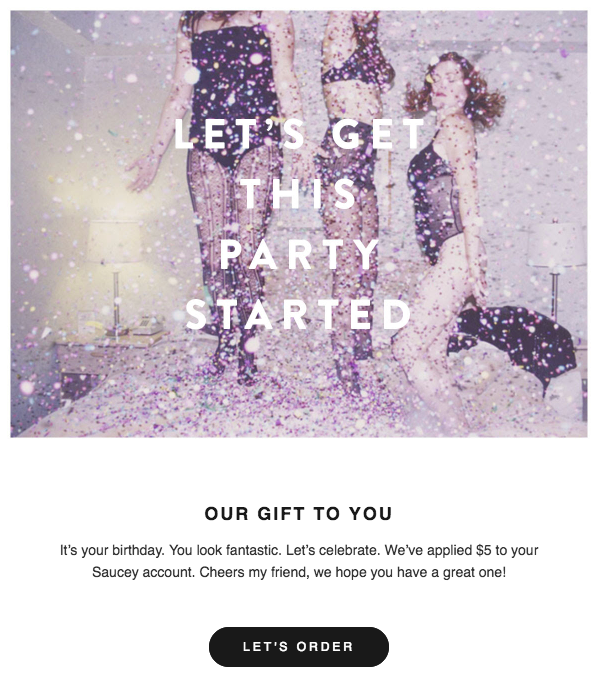 LET'S GET
THIS
PARTY
STARTED
OUR GIFT TO YOU
It's your birthday. You look fantastic. Let's celebrate. We've applied $5 to your
Saucey account. Cheers my friend, we hope you have a great one!
LET'S ORDER